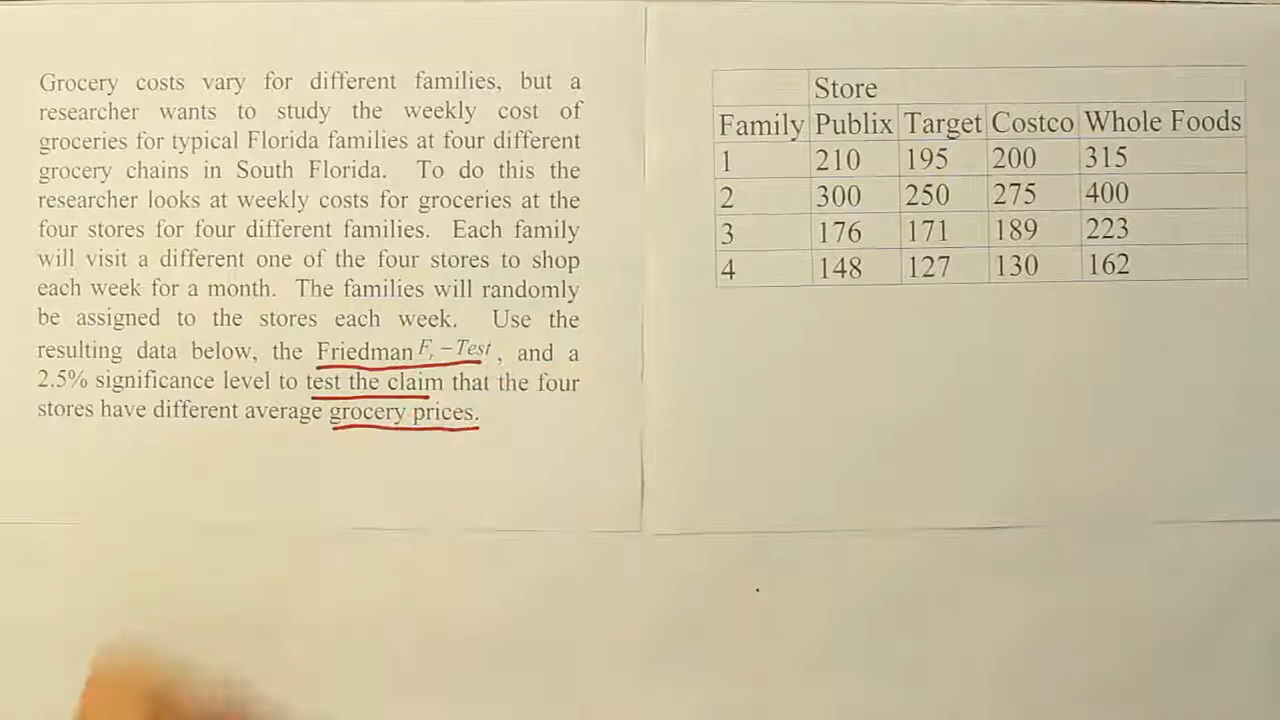 Grocery costs vary for different families, but a
researcher wants to study the weekly cost of
groceries for typical Florida families at four different
grocery chains in South Florida. To do this the
researcher looks at weekly costs for groceries at the
four stores for four different families. Each family
will visit a different one of the four stores to shop
each week for a month. The families will randomly
be assigned to the stores each week. Use the
resulting data below, the Friedman Fr –Test, and a
2.5% significance level to test the claim that the four
stores have different average grocery prices.
Store
Family Publix Target Costco Whole Foods
1 210 195 200 315
2 300 250 275 400
3 176 171 189 223
4 148 127 130 162